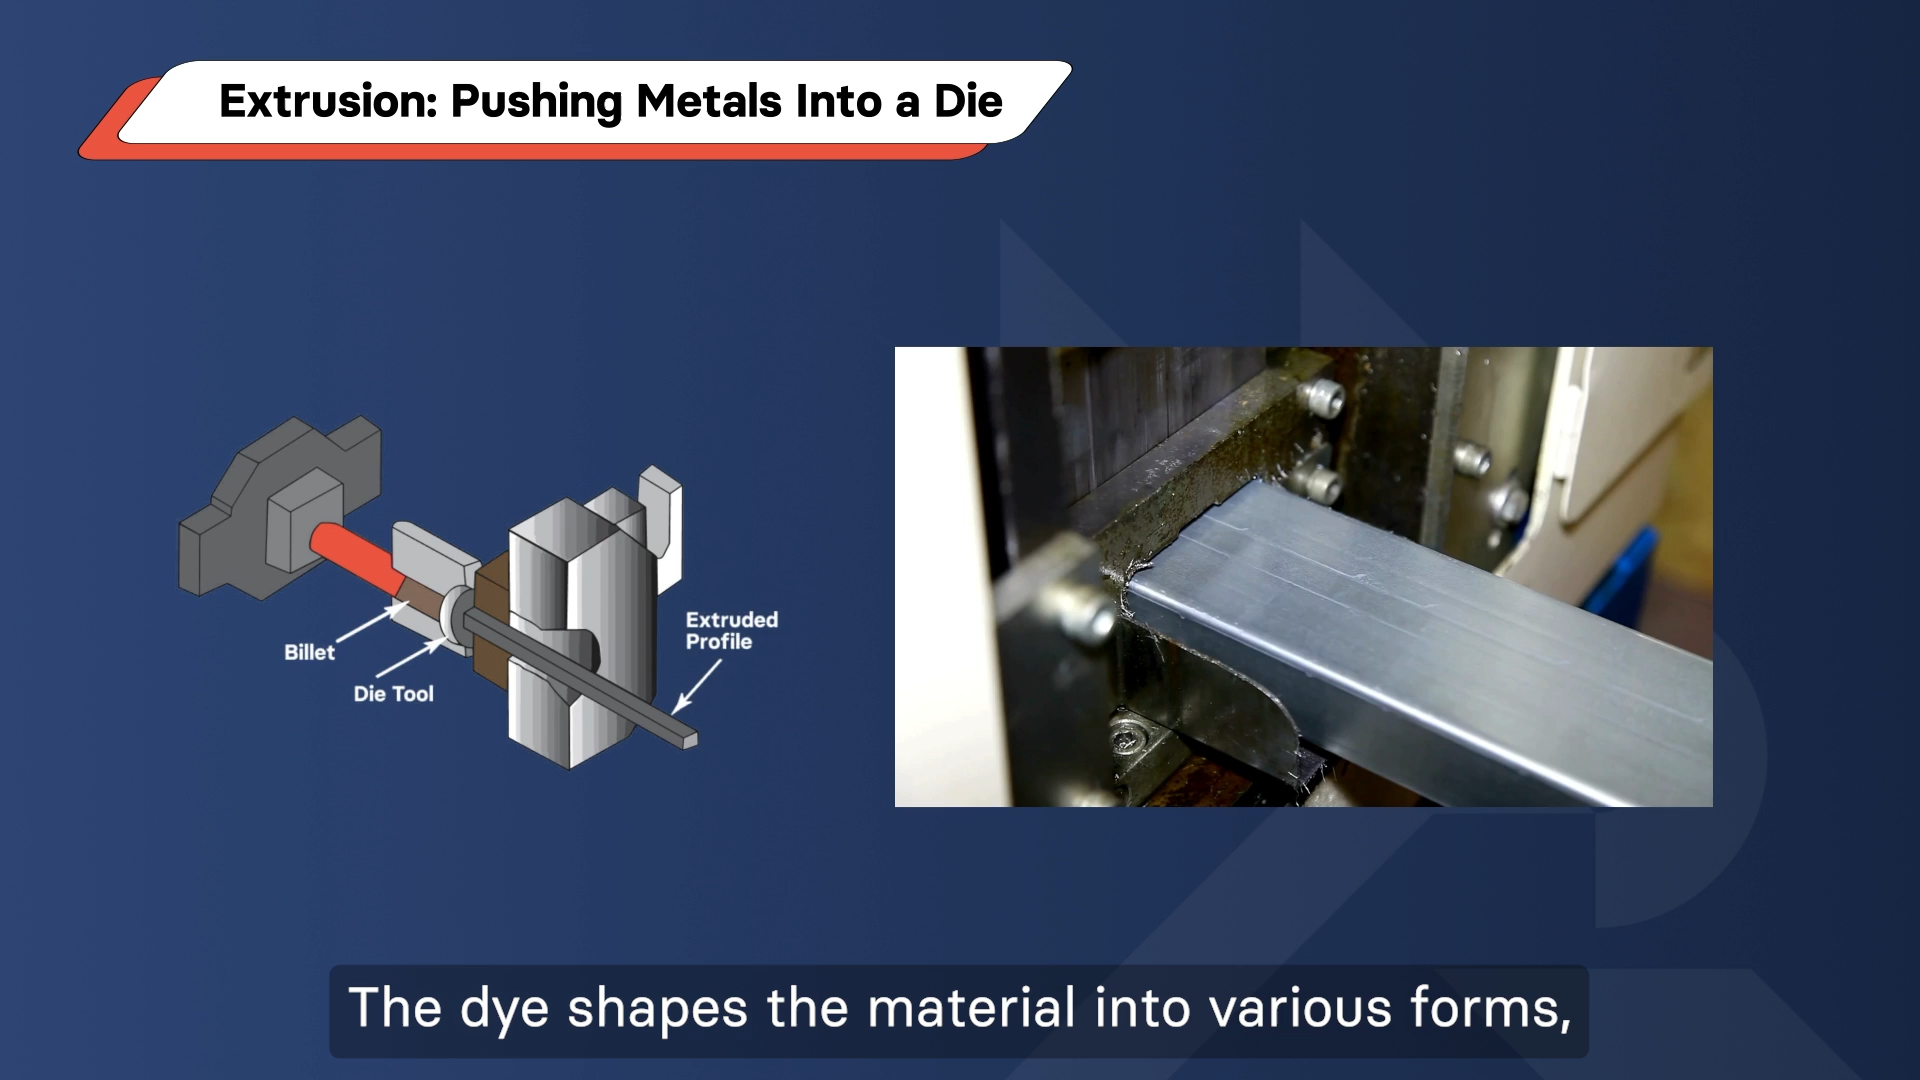 Extrusion: Pushing Metals Into a Die
Extruded
Profile
Billet
Die Tool
The dye shapes the material into various forms,